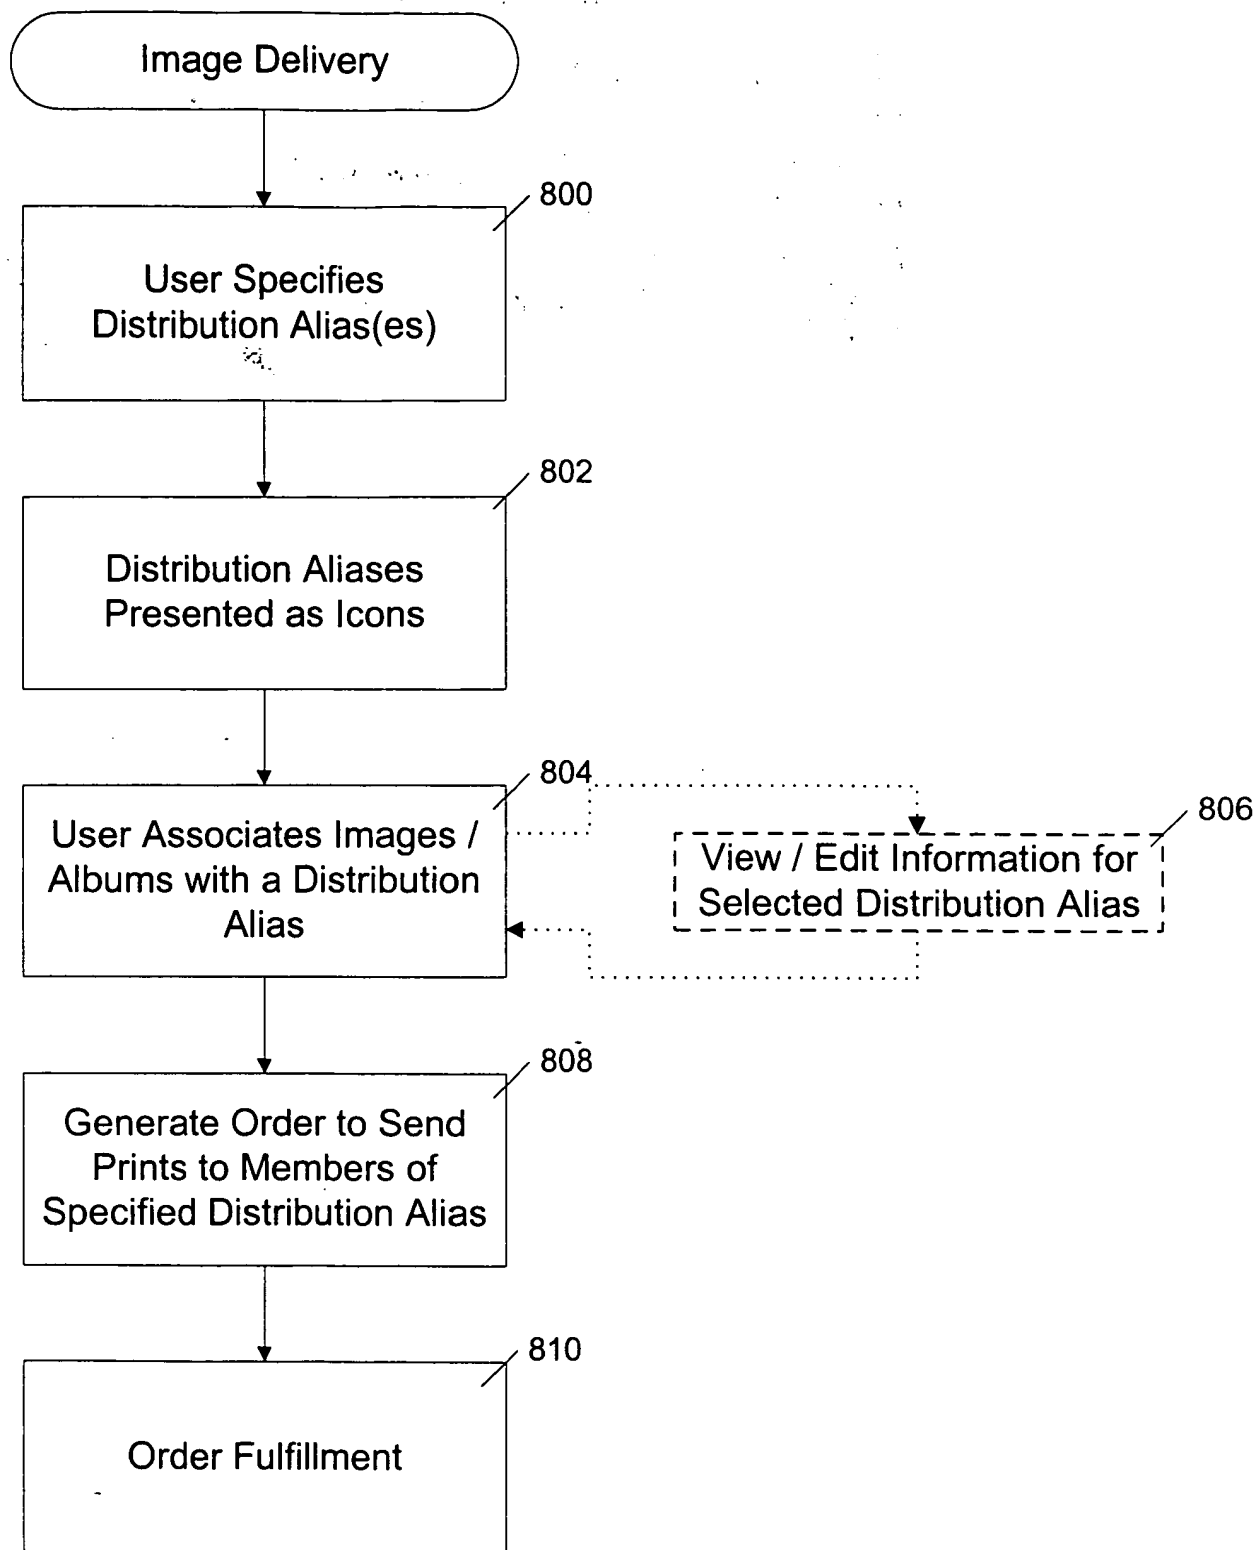 Image Delivery
800
User Specifies
Distribution Alias(es)
802
Distribution Aliases
Presented as Icons
804
User Associates Images /
Albums with a Distribution
Alias
806
View / Edit Information for
Selected Distribution Alias
808
Generate Order to Send
Prints to Members of
Specified Distribution Alias
810
Order Fulfillment